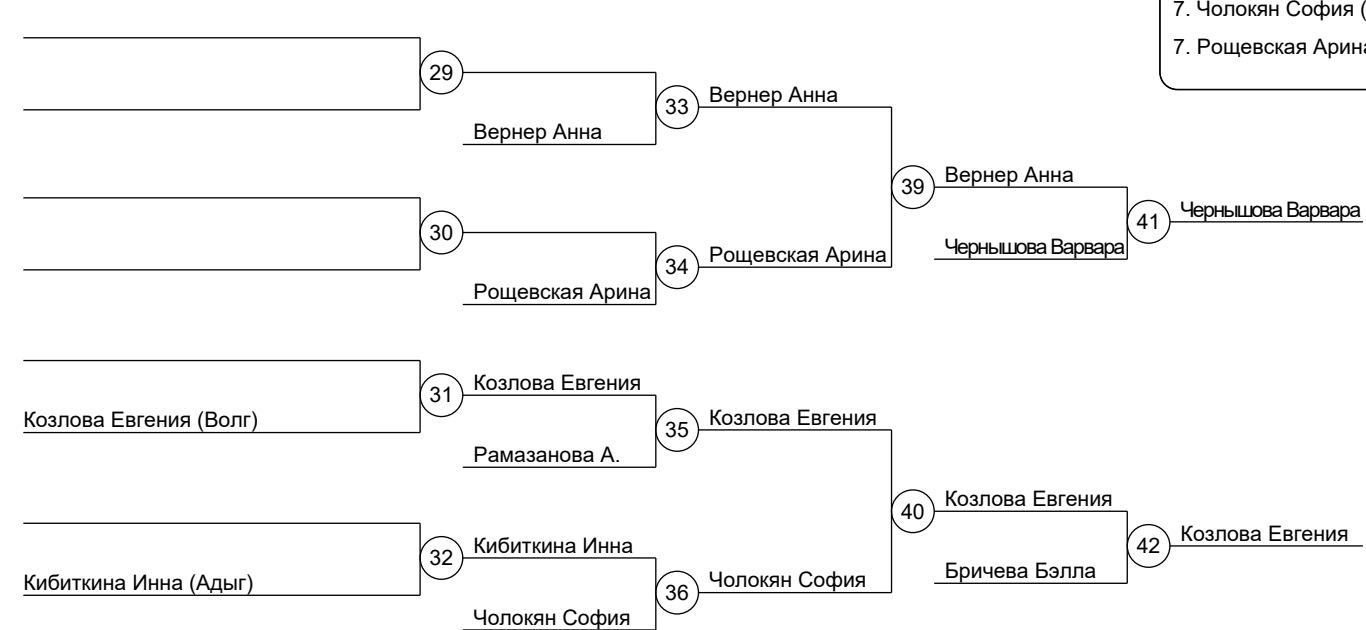 7. Чолокян София (
7. Рощевская Арина
29
Вернер Анна
33
Вернер Анна
39
Вернер Анна
41
Чернышова Варвара
Чернышова Варвара
30
Рощевская Арина
34
Рощевская Арина
31
Козлова Евгения
Козлова Евгения (Волг)
35
Козлова Евгения
Рамазанова А.
40
Козлова Евгения
42
Козлова Евгения
Бричева Бэлла
32
Кибиткина Инна
Кибиткина Инна (Адыг)
36
Чолокян София
Чолокян София